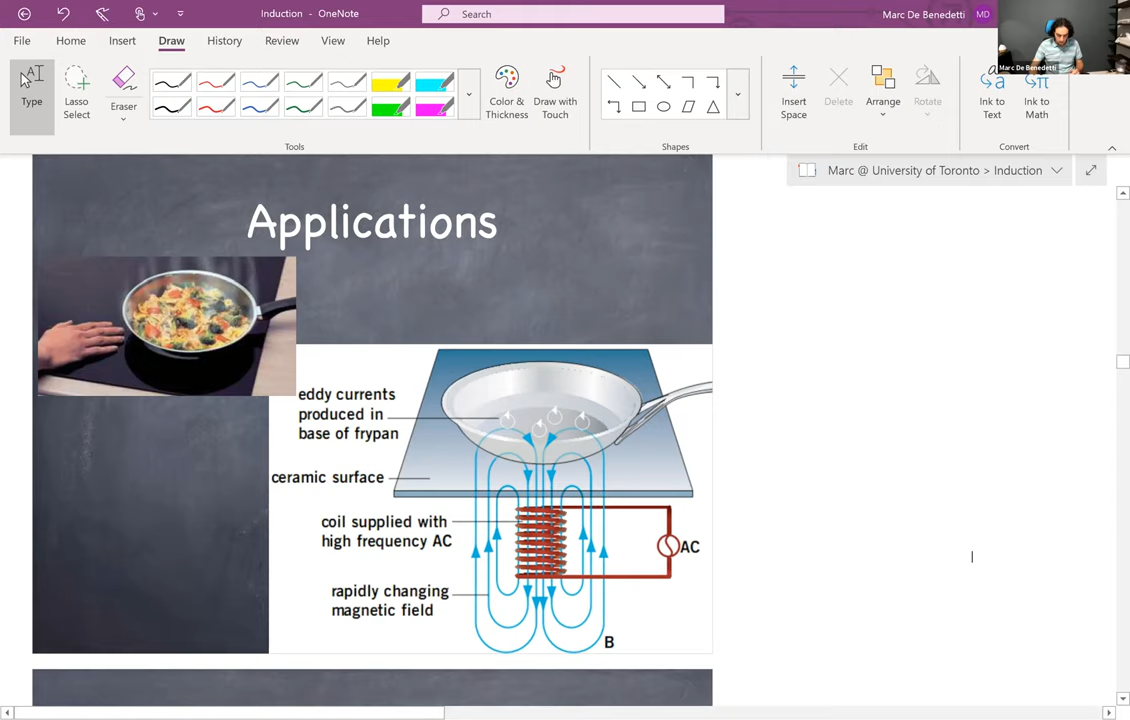 Induction - OneNote
Search
Marc De Benedetti
MD
Marc De Benedetti
File
Home
Insert
Draw
History
Review
View
Help
Type
Lasso
Select
Eraser
Color &
Thickness
Draw with
Touch
Insert
Space
Delete
Arrange
Rotate
Ink to
Text
Ink to
Math
Tools
Shapes
Edit
Convert
Marc @ University of Toronto > Induction
Applications
eddy currents
produced in
base of frypan
ceramic surface
coil supplied with
high frequency AC
AC
rapidly changing
magnetic field
B